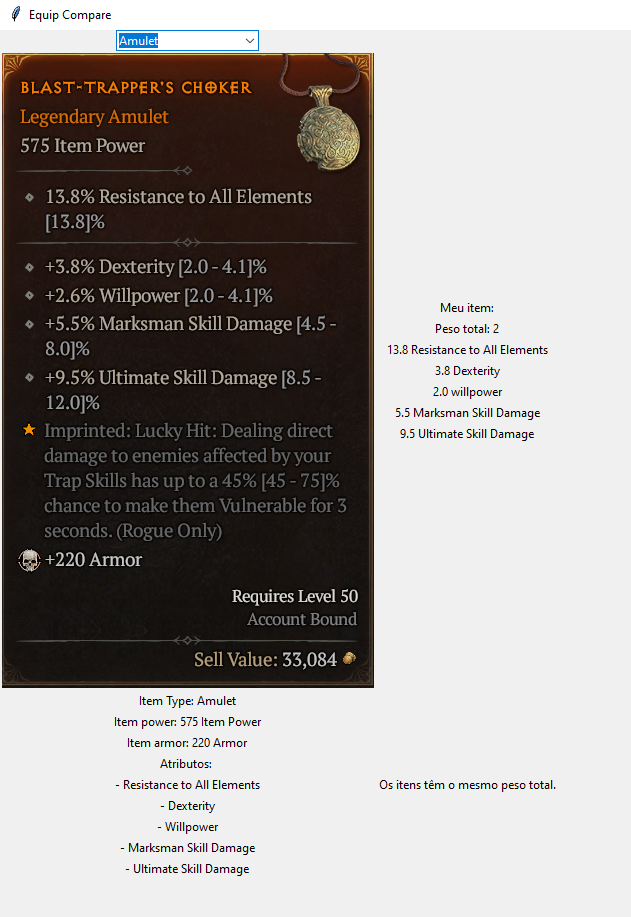 Equip Compare
Amulet
BLAST-TRAPPER'S CHOKER
Legendary Amulet
575 Item Power
13.8% Resistance to All Elements
[13.8]%
+3.8% Dexterity [2.0 - 4.1]%
+2.6% Willpower [2.0 - 4.1]%
+5.5% Marksman Skill Damage [4.5 -
8.0]%
+9.5% Ultimate Skill Damage [8.5 -
12.0]%
Imprinted: Lucky Hit: Dealing direct
damage to enemies affected by your
Trap Skills has up to a 45% [45 - 75]%
chance to make them Vulnerable for 3
seconds. (Rogue Only)
+220 Armor
Requires Level 50
Account Bound
Sell Value: 33,084
Meu item:
Peso total: 2
13.8 Resistance to All Elements
3.8 Dexterity
2.0 willpower
5.5 Marksman Skill Damage
9.5 Ultimate Skill Damage
Item Type: Amulet
Item power: 575 Item Power
Item armor: 220 Armor
Atributos:
- Resistance to All Elements
- Dexterity
- Willpower
- Marksman Skill Damage
- Ultimate Skill Damage
Os itens têm o mesmo peso total.